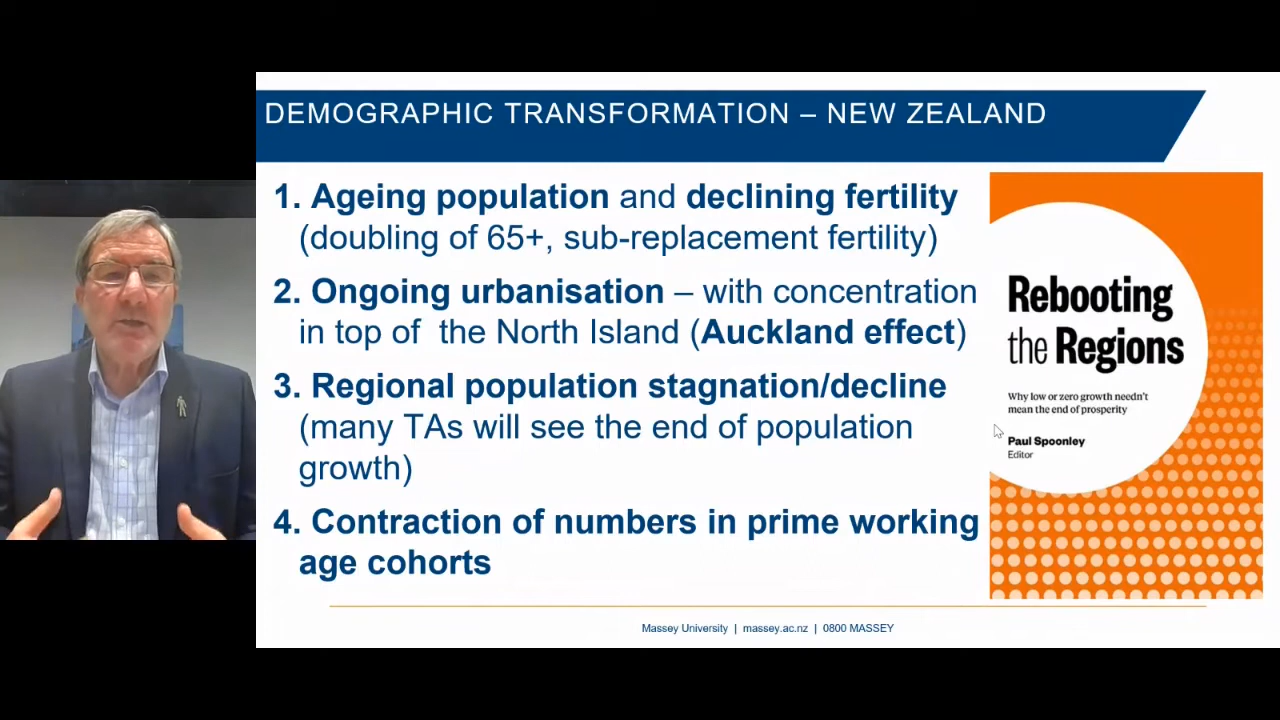 DEMOGRAPHIC TRANSFORMATION – NEW ZEALAND
1. Ageing population and declining fertility
(doubling of 65+, sub-replacement fertility)
2. Ongoing urbanisation – with concentration
in top of the North Island (Auckland effect)
3. Regional population stagnation/decline
(many TAs will see the end of population
growth)
4. Contraction of numbers in prime working
age cohorts
Rebooting
the Regions
Why low or zero growth needn't
mean the end of prosperity
Paul Spoonley
Editor
Massey University | massey.ac.nz | 0800 MASSEY